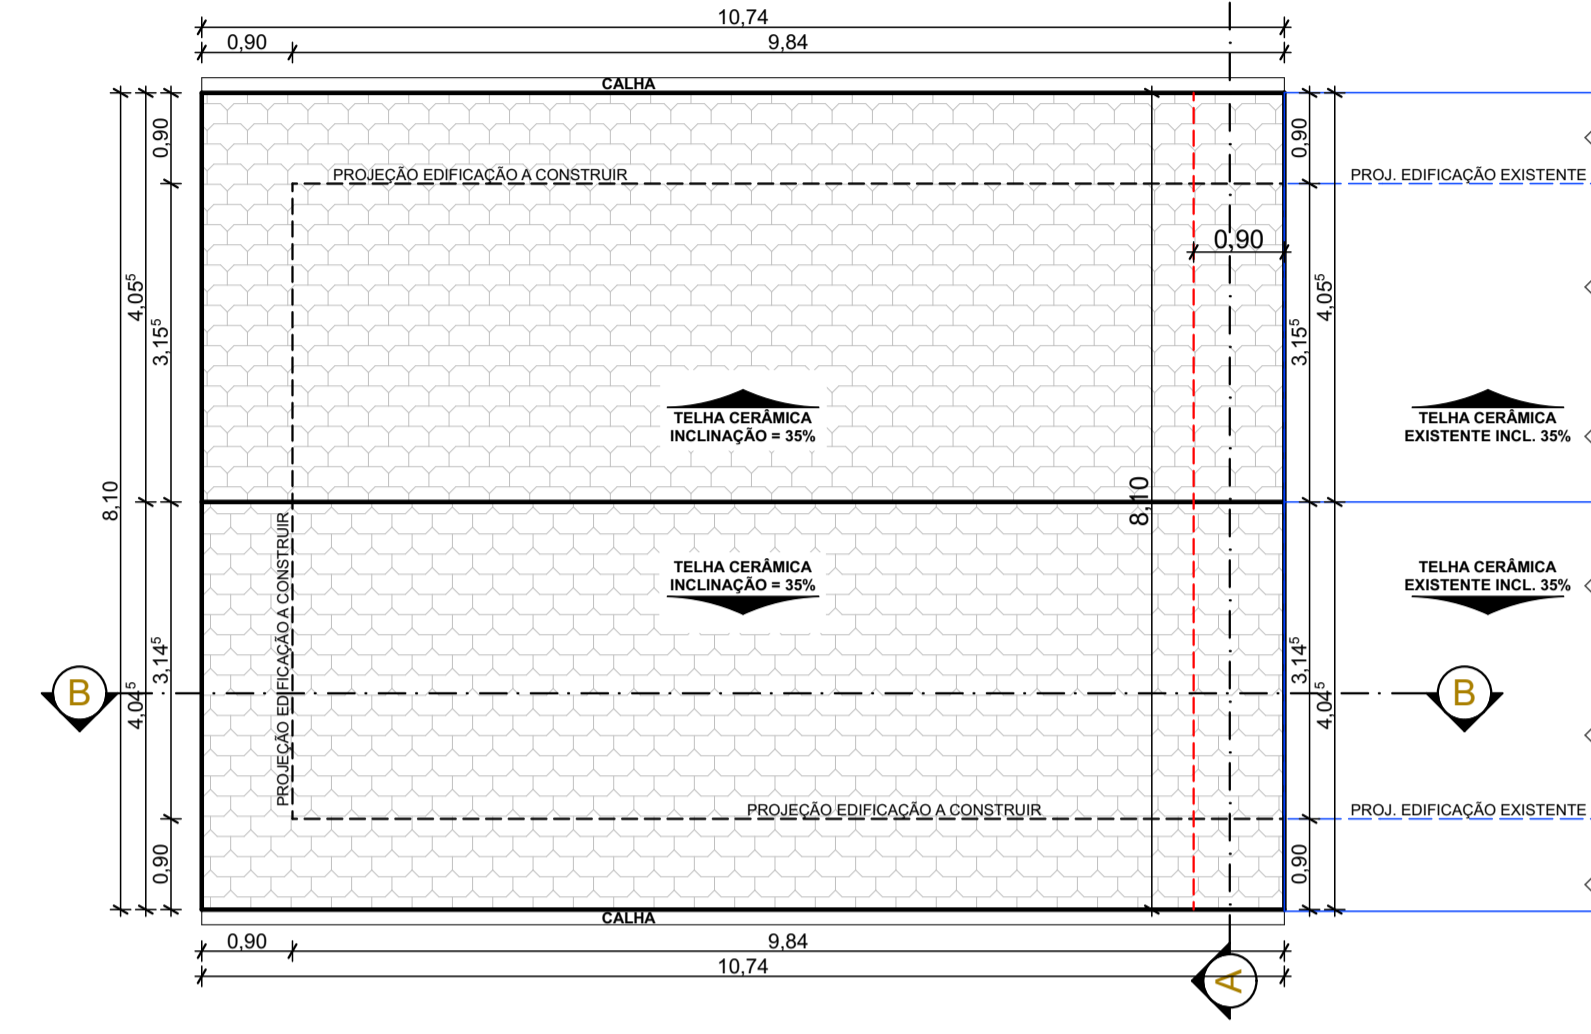 10,74
0,90 9,84
CALHA
0,90
0,90
PROJEÇÃO EDIFICAÇÃO A CONSTRUIR
PROJ. EDIFICAÇÃO EXISTENTE
0,90
4,05⁵
3,15⁵
3,15⁵
4,05⁵
TELHA CERÂMICA
INCLINAÇÃO = 35%
TELHA CERÂMICA
EXISTENTE INCL. 35%
8,10
8,10
PROJEÇÃO EDIFICAÇÃO A CONSTRUIR
TELHA CERÂMICA
INCLINAÇÃO = 35%
TELHA CERÂMICA
EXISTENTE INCL. 35%
3,14⁵
4,04⁵
3,14⁵
4,04⁵
B
B
PROJEÇÃO EDIFICAÇÃO A CONSTRUIR
PROJ. EDIFICAÇÃO EXISTENTE
0,90
0,90
CALHA
0,90 9,84
10,74
A